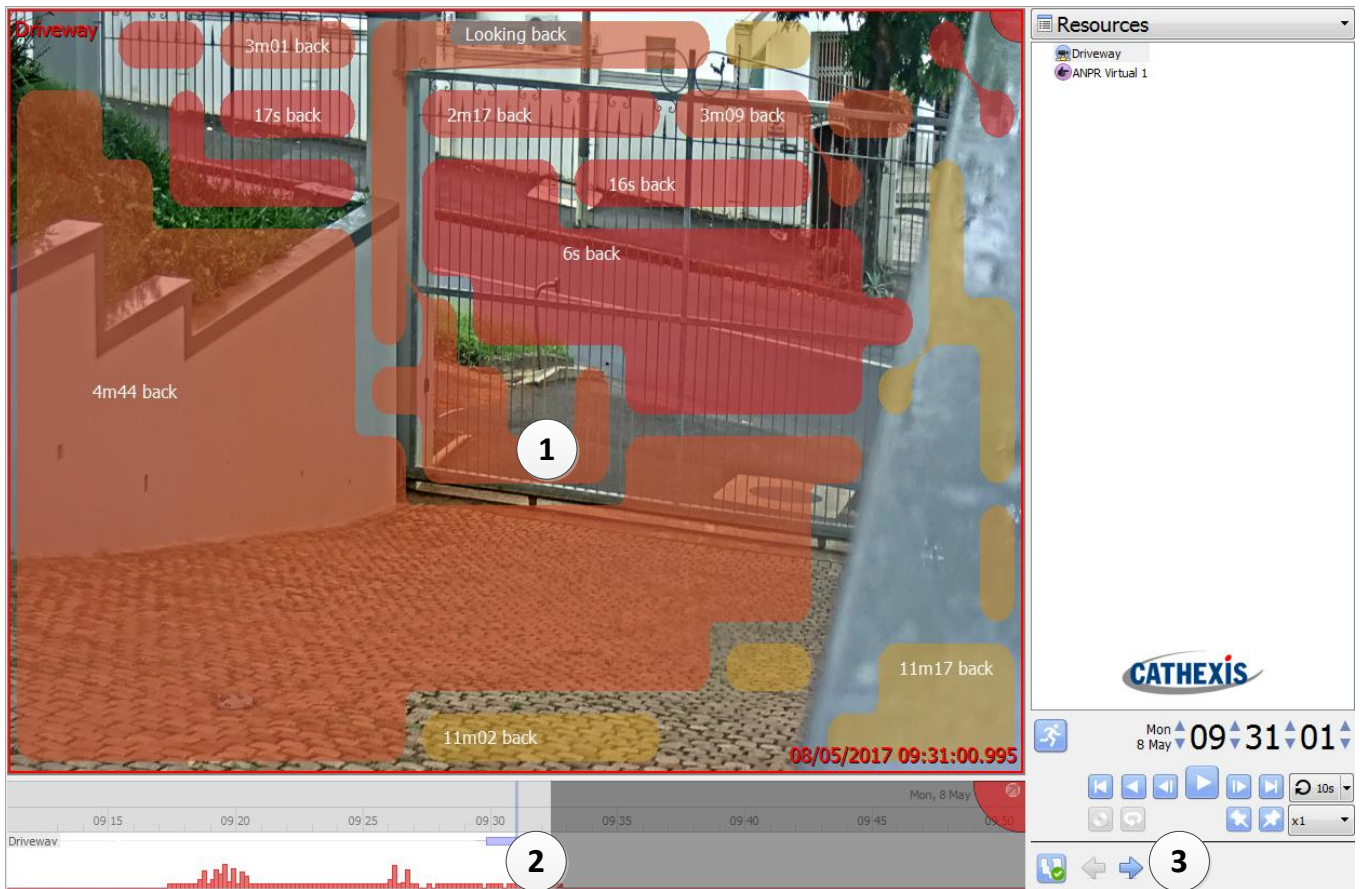 Driveway
Looking back
3m01 back
17s back
2m17 back
3m09 back
16s back
6s back
4m44 back
1
11m17 back
11m02 back
08/05/2017 09:31:00.995
Mon, 8 May
09:15
09:20
09:25
09:30
09:35
09:40
09:45
09:50
Driveway
2
Resources
Driveway
ANPR Virtual 1
CATHEXIS
Mon
8 May
09 31 01
10s
x1
3